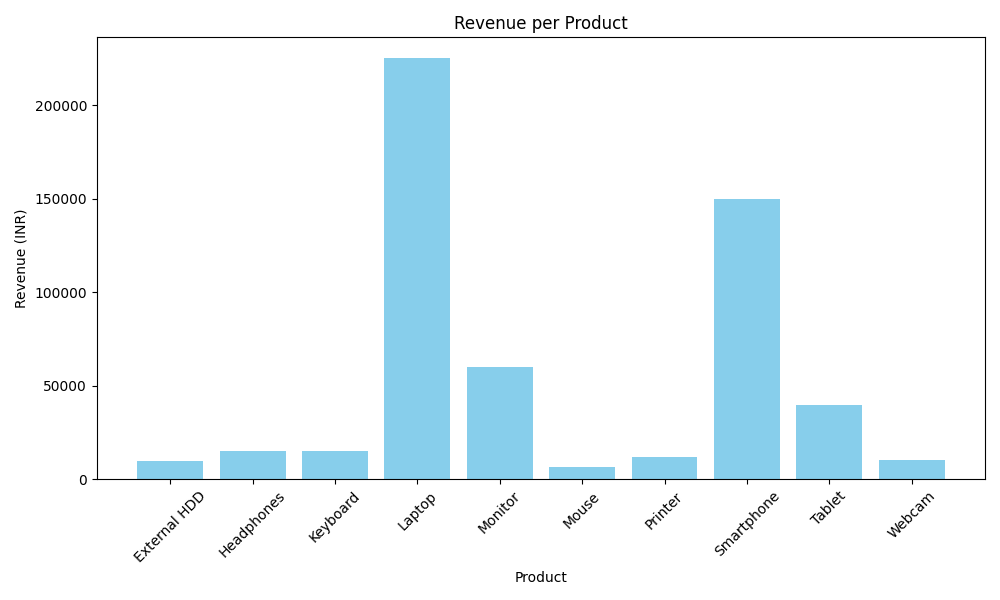 Revenue per Product
Revenue (INR)
200000
150000
100000
50000
0
External HDD
Headphones
Keyboard
Laptop
Monitor
Mouse
Printer
Smartphone
Tablet
Webcam
Product